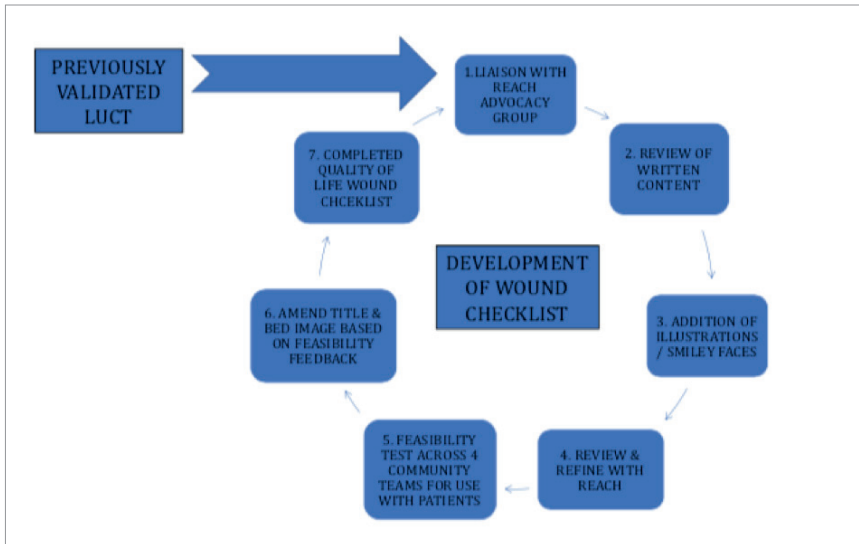 PREVIOUSLY
VALIDATED
LUCT
1.LIAISON WITH
REACH
ADVOCACY
GROUP
2. REVIEW OF
WRITTEN
CONTENT
3. ADDITION OF
ILLUSTRATIONS
/ SMILEY FACES
4. REVIEW &
REFINE WITH
REACH
5. FEASIBILITY
TEST ACROSS 4
COMMUNITY
TEAMS FOR USE
WITH PATIENTS
6. AMEND TITLE &
BED IMAGE BASED
ON FEASIBILITY
FEEDBACK
7. COMPLETED
QUALITY OF
LIFE WOUND
CHCEKLIST
DEVELOPMENT
OF WOUND
CHECKLIST